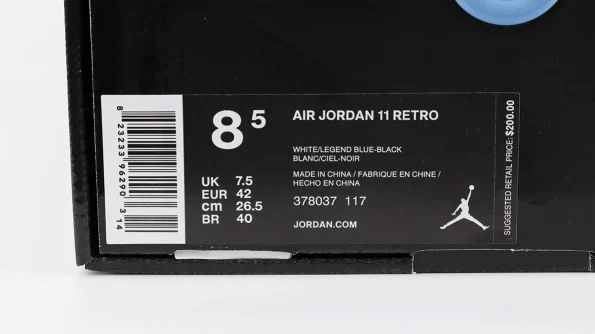 8 23233 96290 3 14
8 5
UK 7.5
EUR 42
cm 26.5
BR 40
AIR JORDAN 11 RETRO
WHITE/LEGEND BLUE-BLACK
BLANC/CIEL-NOIR
MADE IN CHINA / FABRIQUE EN CHINE /
HECHO EN CHINA
378037 117
JORDAN.COM
SUGGESTED RETAIL PRICE: $200.00